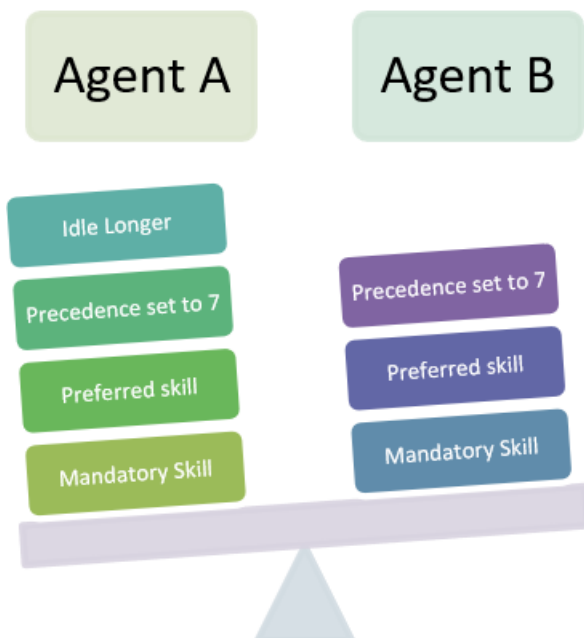 Agent A
Agent B
Idle Longer
Precedence set to 7
Preferred skill
Mandatory Skill
Precedence set to 7
Preferred skill
Mandatory Skill